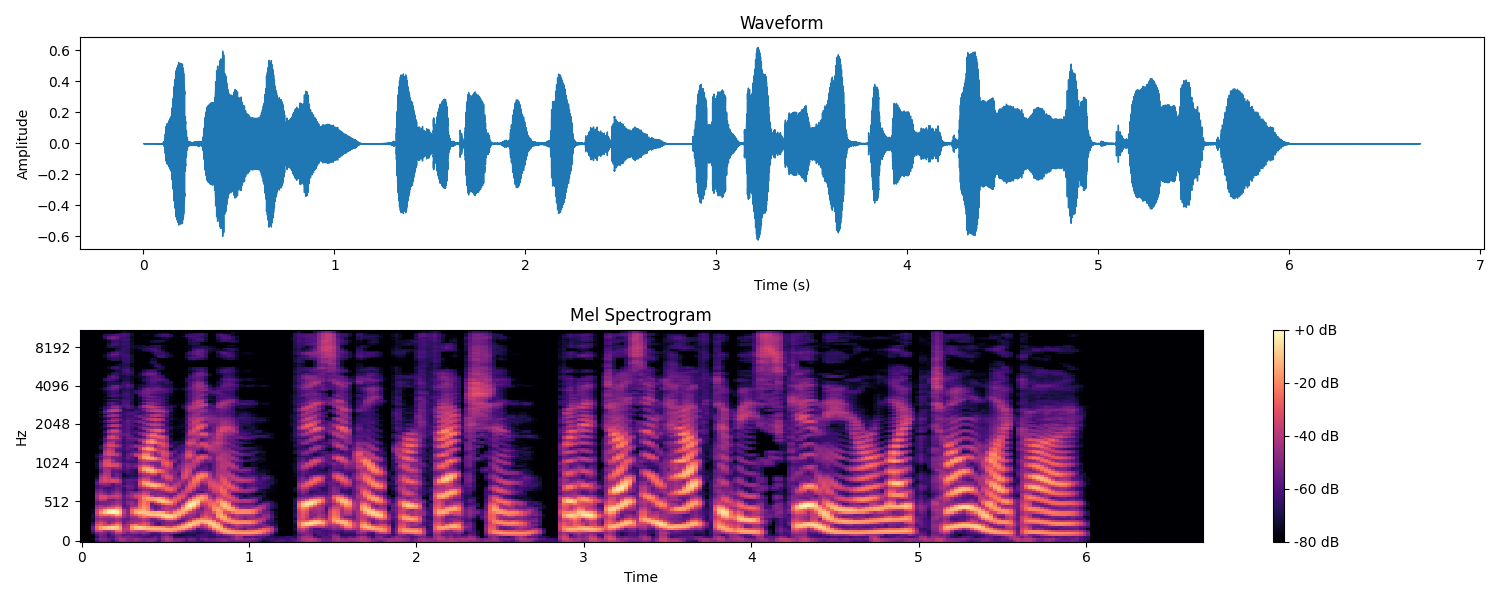 Waveform
0.6
0.4
0.2
0.0
−0.2
−0.4
−0.6
Amplitude
0 1 2 3 4 5 6 7
Time (s)
Mel Spectrogram
8192
4096
2048
1024
512
0
Hz
0 1 2 3 4 5 6
Time
+0 dB
-20 dB
-40 dB
-60 dB
-80 dB